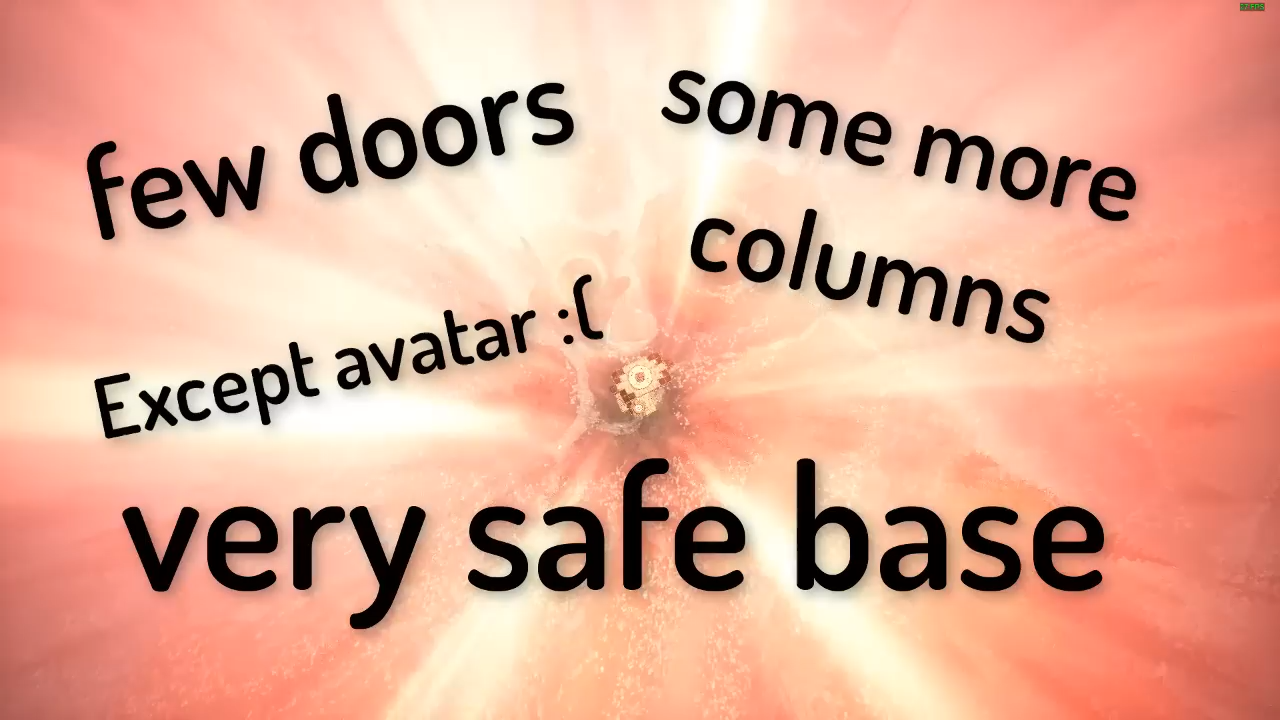 few doors
some more
columns
Except avatar :(
very safe base